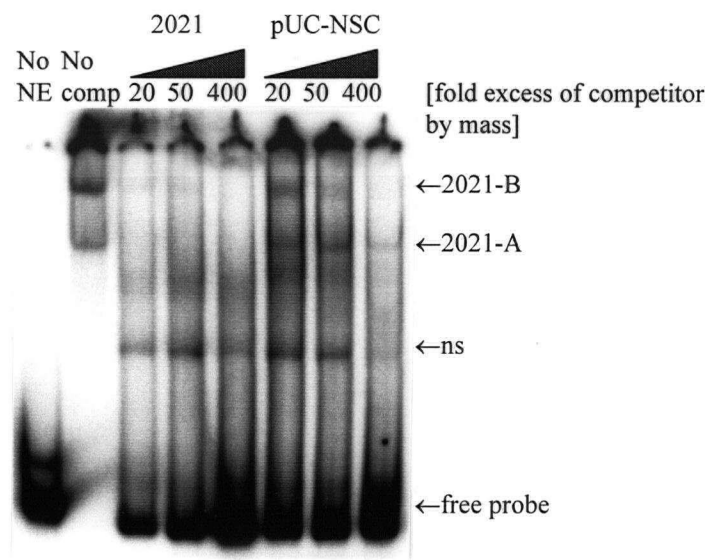 2021 pUC-NSC
No No
NE comp 20 50 400 20 50 400 [fold excess of competitor
by mass]
←2021-B
←2021-A
←ns
←free probe